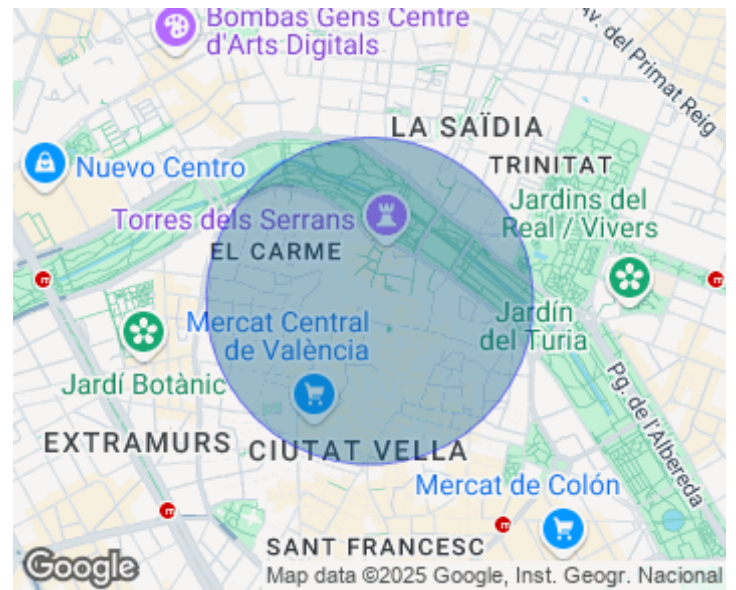 Bombas Gens Centre
d'Arts Digitals
Av. del Primat Reig
LA SAÏDIA
Nuevo Centro
TRINITAT
Jardins del
Real / Vivers
Torres dels Serrans
EL CARME
Mercat Central
de València
Jardín
del Turia
Jardí Botànic
Pg. de l'Albereda
EXTRAMURS
CIUTAT VELLA
Mercat de Colón
SANT FRANCESC
Google
Map data ©2025 Google, Inst. Geogr. Nacional